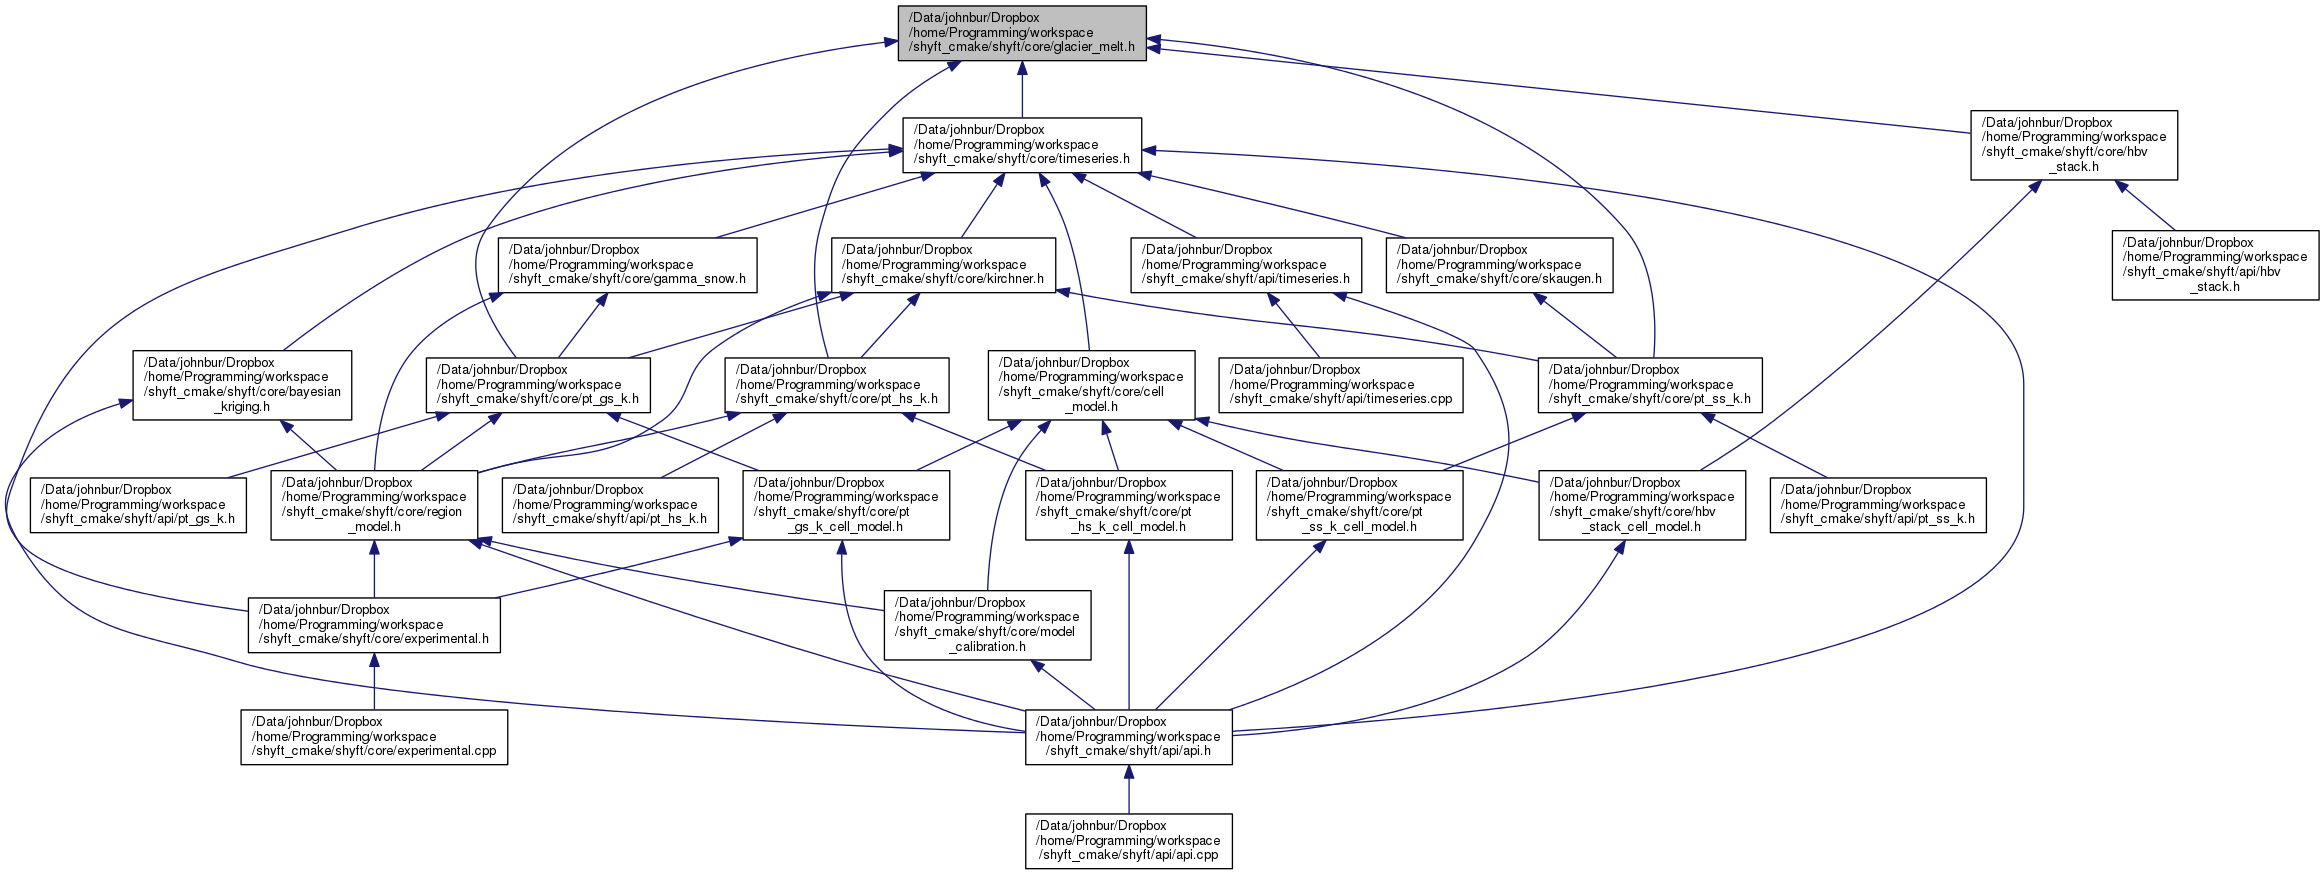 /Data/johnbur/Dropbox
/home/Programming/workspace
/shyft_cmake/shyft/core/glacier_melt.h
/Data/johnbur/Dropbox
/home/Programming/workspace
/shyft_cmake/shyft/core/timeseries.h
/Data/johnbur/Dropbox
/home/Programming/workspace
/shyft_cmake/shyft/core/hbv
_stack.h
/Data/johnbur/Dropbox
/home/Programming/workspace
/shyft_cmake/shyft/core/gamma_snow.h
/Data/johnbur/Dropbox
/home/Programming/workspace
/shyft_cmake/shyft/core/kirchner.h
/Data/johnbur/Dropbox
/home/Programming/workspace
/shyft_cmake/shyft/api/timeseries.h
/Data/johnbur/Dropbox
/home/Programming/workspace
/shyft_cmake/shyft/core/skaugen.h
/Data/johnbur/Dropbox
/home/Programming/workspace
/shyft_cmake/shyft/api/hbv
_stack.h
/Data/johnbur/Dropbox
/home/Programming/workspace
/shyft_cmake/shyft/core/bayesian
_kriging.h
/Data/johnbur/Dropbox
/home/Programming/workspace
/shyft_cmake/shyft/core/pt_gs_k.h
/Data/johnbur/Dropbox
/home/Programming/workspace
/shyft_cmake/shyft/core/pt_hs_k.h
/Data/johnbur/Dropbox
/home/Programming/workspace
/shyft_cmake/shyft/core/cell
_model.h
/Data/johnbur/Dropbox
/home/Programming/workspace
/shyft_cmake/shyft/api/timeseries.cpp
/Data/johnbur/Dropbox
/home/Programming/workspace
/shyft_cmake/shyft/core/pt_ss_k.h
/Data/johnbur/Dropbox
/home/Programming/workspace
/shyft_cmake/shyft/api/pt_gs_k.h
/Data/johnbur/Dropbox
/home/Programming/workspace
/shyft_cmake/shyft/core/region
_model.h
/Data/johnbur/Dropbox
/home/Programming/workspace
/shyft_cmake/shyft/api/pt_hs_k.h
/Data/johnbur/Dropbox
/home/Programming/workspace
/shyft_cmake/shyft/core/pt
_gs_k_cell_model.h
/Data/johnbur/Dropbox
/home/Programming/workspace
/shyft_cmake/shyft/core/pt
_hs_k_cell_model.h
/Data/johnbur/Dropbox
/home/Programming/workspace
/shyft_cmake/shyft/core/pt
_ss_k_cell_model.h
/Data/johnbur/Dropbox
/home/Programming/workspace
/shyft_cmake/shyft/core/hbv
_stack_cell_model.h
/Data/johnbur/Dropbox
/home/Programming/workspace
/shyft_cmake/shyft/api/pt_ss_k.h
/Data/johnbur/Dropbox
/home/Programming/workspace
/shyft_cmake/shyft/core/experimental.h
/Data/johnbur/Dropbox
/home/Programming/workspace
/shyft_cmake/shyft/core/model
_calibration.h
/Data/johnbur/Dropbox
/home/Programming/workspace
/shyft_cmake/shyft/core/experimental.cpp
/Data/johnbur/Dropbox
/home/Programming/workspace
/shyft_cmake/shyft/api/api.h
/Data/johnbur/Dropbox
/home/Programming/workspace
/shyft_cmake/shyft/api/api.cpp